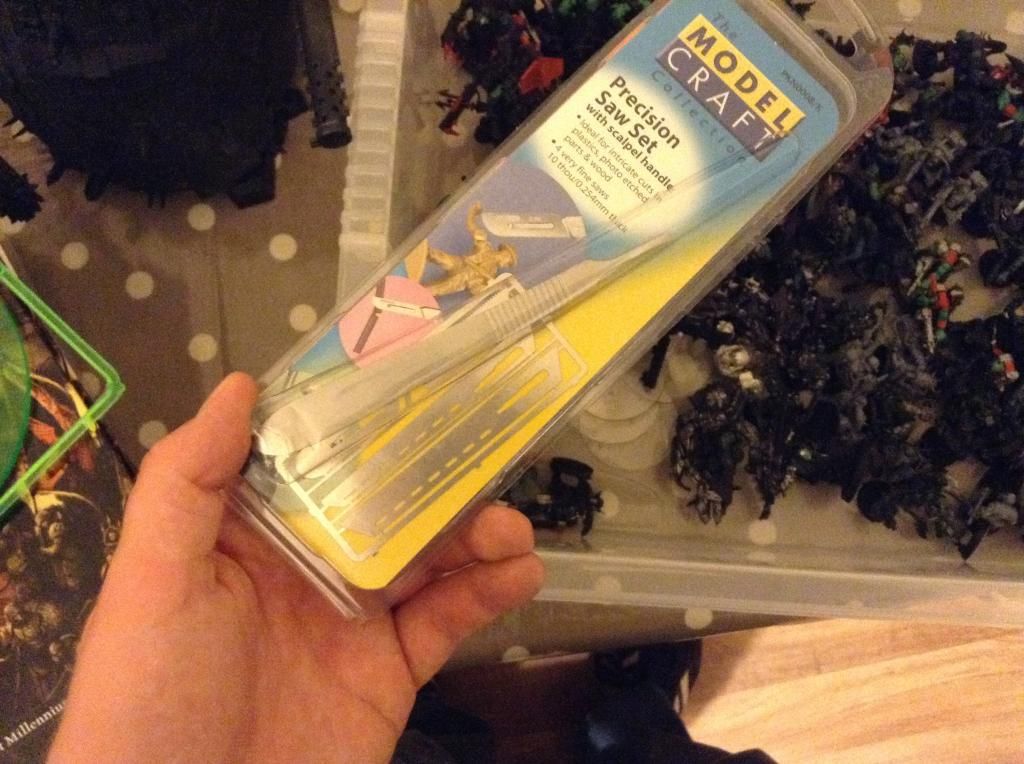 The
MODEL
CRAFT
collection
Precision
Saw Set
with scalpel handle
• Ideal for intricate cuts in
plastics, photo etched
parts & wood
• 4 very fine saws
10 thou/0.254mm thick
Millennium